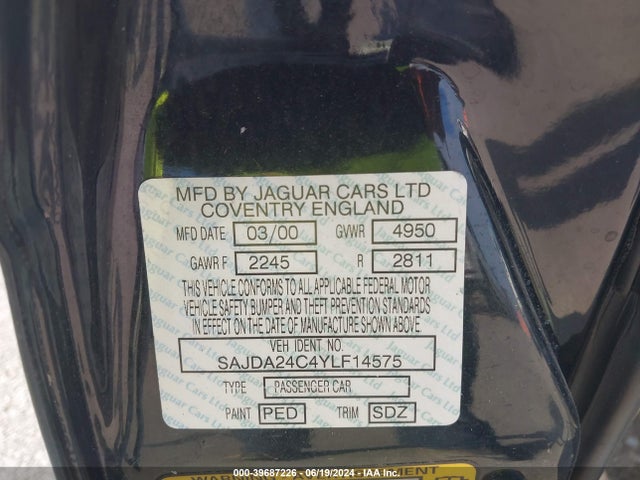 MFD BY JAGUAR CARS LTD
COVENTRY ENGLAND
MFD DATE 03/00 GVWR 4950
GAWR F 2245 R 2811
THIS VEHICLE CONFORMS TO ALL APPLICABLE FEDERAL MOTOR
VEHICLE SAFETY BUMPER AND THEFT PREVENTION STANDARDS
IN EFFECT ON THE DATE OF MANUFACTURE SHOWN ABOVE
VEH IDENT NO.
SAJDA24C4YLF14575
TYPE PASSENGER CAR
PAINT PED TRIM SDZ
000-39687226 - 06/19/2024 - IAA Inc.